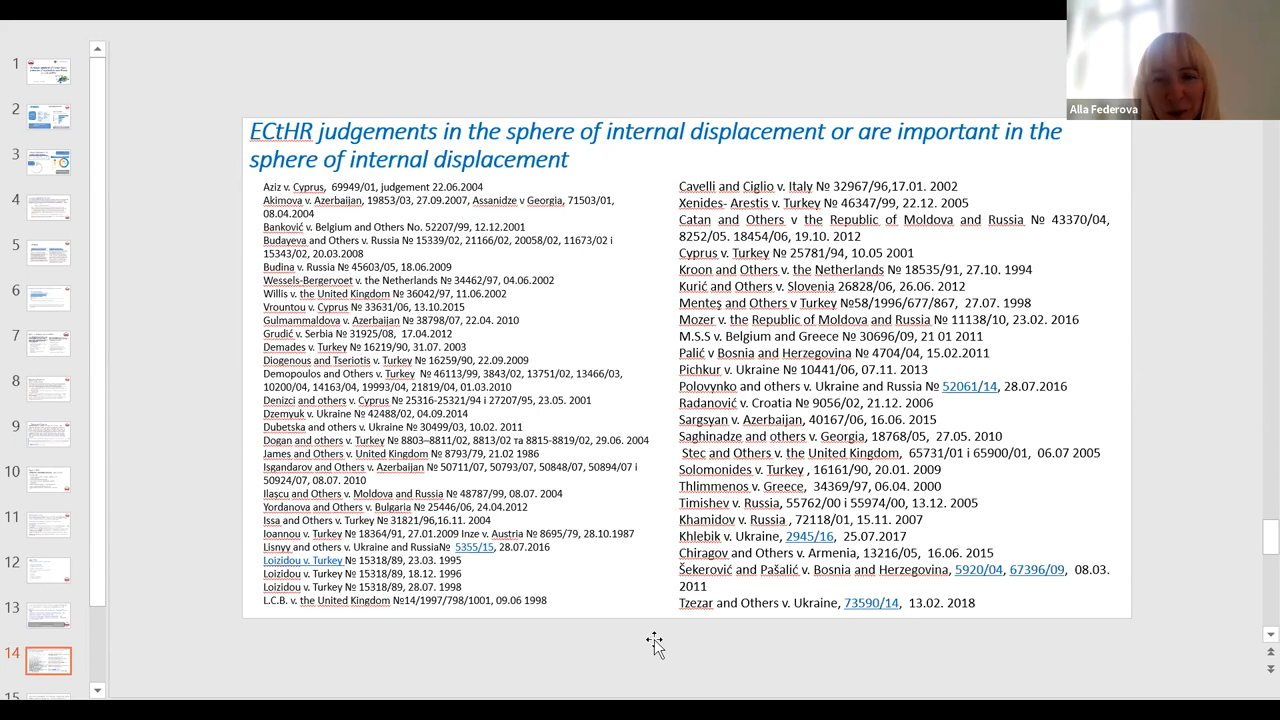 Alla Federova
1
2
3
4
5
6
7
8
9
10
11
12
13
14
15
ECtHR judgements in the sphere of internal displacement or are important in the
sphere of internal displacement
Aziz v. Cyprus, 69949/01, judgement 22.06.2004
Akimov v Azerbaijan, 19853/03, 27.09.2007 Assanidze v Georgia, 71503/01,
08.04.2004
Banković v. Belgium and Others No. 52207/99, 12.12.2001
Budayeva and Others v. Russia № 15339/02, 21166/02, 20058/02, 11673/02 і
15343/02, 20.03.2008
Budina v. Russia № 45603/05, 18.06.2009
Wessels-Bergervoet v. the Netherlands № 34462/97, 04.06.2002
Willis v. the United Kingdom № 36042/97, 11.06.2002
Vrountou v. Cyprus № 33631/06, 13.10.2015
Gulmammadova v. Azerbaijan № 38798/07, 22.04. 2010
Grudić v. Serbia № 31925/08, 17.04.2012
Demades v. Turkey № 16219/90, 31.07. 2003
Diogenous and Tseriotis v. Turkey № 16259/90, 22.09.2009
Demopoulos and Others v. Turkey № 46113/99, 3843/02, 13751/02, 13466/03,
10200/04, 14163/04, 19993/04, 21819/04, 01.03.2010
Denizci and others v. Cyprus № 25316-25321/94 і 27207/95, 23.05. 2001
Dzemyuk v. Ukraine № 42488/02, 04.09.2014
Dubetska and others v. Ukraine № 30499/03, 10.02.2011
Dogan and others v. Turkey № 8803–8811/02, 8813/02 та 8815-8819/02, 29.06. 2004
James and Others v. United Kingdom № 8793/79, 21.02 1986
Isgandarov and Others v. Azerbaijan № 50711/07, 50793/07, 50848/07, 50894/07 і
50924/07, 08.07. 2010
Ilascu and Others v. Moldova and Russia № 48787/99, 08.07. 2004
Yordanova and Others v. Bulgaria № 25446/06, 24.04.2012
Issa and Others v. Turkey № 31821/96,16.11.2004
Ioannou v. Turkey № 18364/91, 27.01.2009 Inze v. Austria № 8695/79, 28.10.1987
Lisnyy and others v. Ukraine and Russia№ 5355/15, 28.07.2016
Loizidou v. Turkey № 15318/89, 23.03. 1995
Loizidou v. Turkey № 15318/89, 18.12. 1996
Loizidou v. Turkey № 15318/89, 28.07. 1998
L.C.B. v. the United Kingdom №14/1997/798/1001, 09.06 1998
Cavelli and Ciglio v. Italy № 32967/96,17.01. 2002
Xenides- Arestis v. Turkey № 46347/99, 22.12. 2005
Catan and Others v the Republic of Moldova and Russia № 43370/04,
8252/05. 18454/06, 19.10. 2012
Cyprus v. Turkey № 25781/94, 10.05 2001
Kroon and Others v. the Netherlands № 18535/91, 27.10. 1994
Kurić and Others v. Slovenia 26828/06, 26.06. 2012
Mentes and others v Turkey №58/1996/677/867, 27.07. 1998
Mozer v. the Republic of Moldova and Russia № 11138/10, 23.02. 2016
M.S.S v. Belgium and Greece № 30696/09, 21 01 2011
Palić v Bosnia and Herzegovina № 4704/04, 15.02.2011
Pichkur v. Ukraine № 10441/06, 07.11. 2013
Polovynko and others v. Ukraine and Russia № 52061/14, 28.07.2016
Radanović v. Croatia № 9056/02, 21.12. 2006
Sargsyan v. Azerbaijan, 40167/06, 16.06. 2015
Saghinadze and others v. Georgia, 18768/05, 27.05. 2010
Stec and Others v. the United Kingdom, 65731/01 і 65900/01, 06.07 2005
Solomonou v. Turkey , 16161/90, 20.01. 2009
Thlimmenos v. Greece, 34369/97, 06.04. 2000
Timishev v. Russia, 55762/00 і 55974/00, 13.12. 2005
Khamidov v. Russia , 72118/01, 15.11. 2007
Khlebik v. Ukraine, 2945/16, 25.07.2017
Chiragov and Others v. Armenia, 13216/05, 16.06. 2015
Šekerović and Pašalić v. Bosnia and Herzegovina, 5920/04, 67396/09, 08.03.
2011
Tzezar and others v. Ukraine, 73590/14, 13.02. 2018